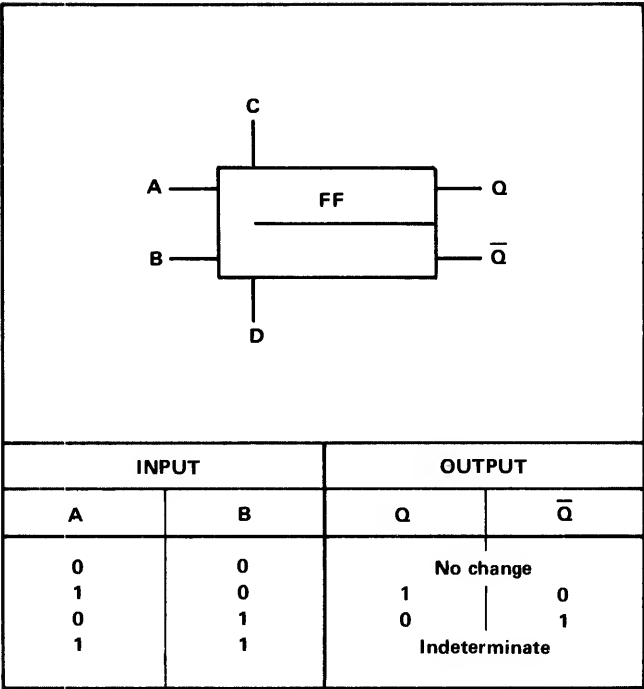 C
A FF Q
B Q̅
D
INPUT OUTPUT
A B Q Q̅
0 0 No change
1 0 1 0
0 1 0 1
1 1 Indeterminate